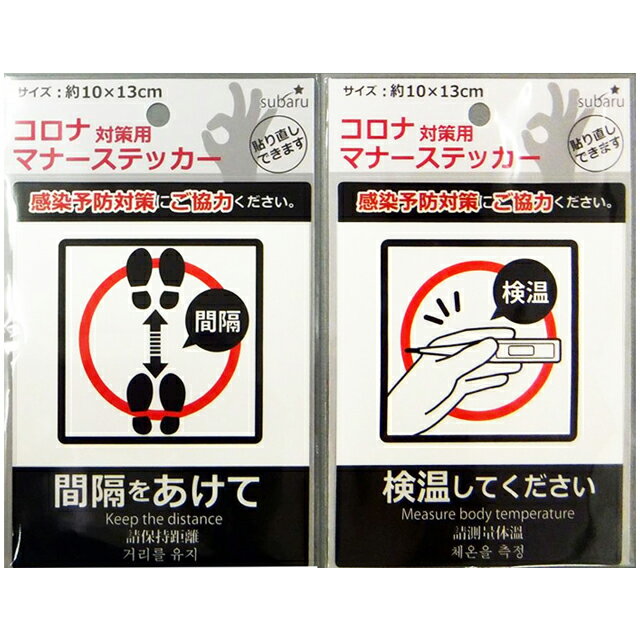 サイズ：約10×13cm
subaru
コロナ 対策用
マナーステッカー
貼り直し
できます
感染予防対策にご協力ください。
間隔
間隔をあけて
Keep the distance
請保持距離
거리를 유지
サイズ：約10×13cm
subaru
コロナ 対策用
マナーステッカー
貼り直し
できます
感染予防対策にご協力ください。
検温
検温してください
Measure body temperature
請測量体温
체온을 측정